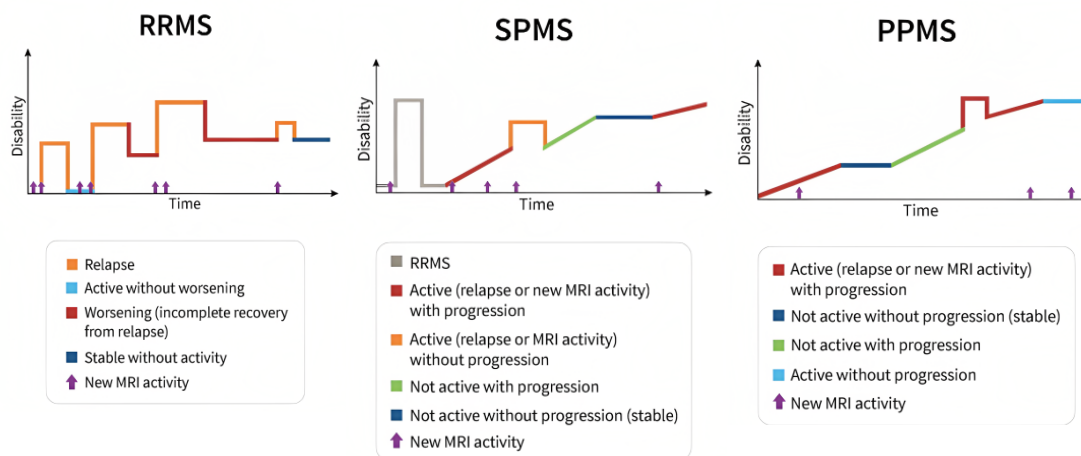 RRMS
Disability
Time
Relapse
Active without worsening
Worsening (incomplete recovery
from relapse)
Stable without activity
New MRI activity
SPMS
Disability
Time
RRMS
Active (relapse or new MRI activity)
with progression
Active (relapse or MRI activity)
without progression
Not active with progression
Not active without progression (stable)
New MRI activity
PPMS
Disability
Time
Active (relapse or new MRI activity)
with progression
Not active without progression (stable)
Not active with progression
Active without progression
New MRI activity